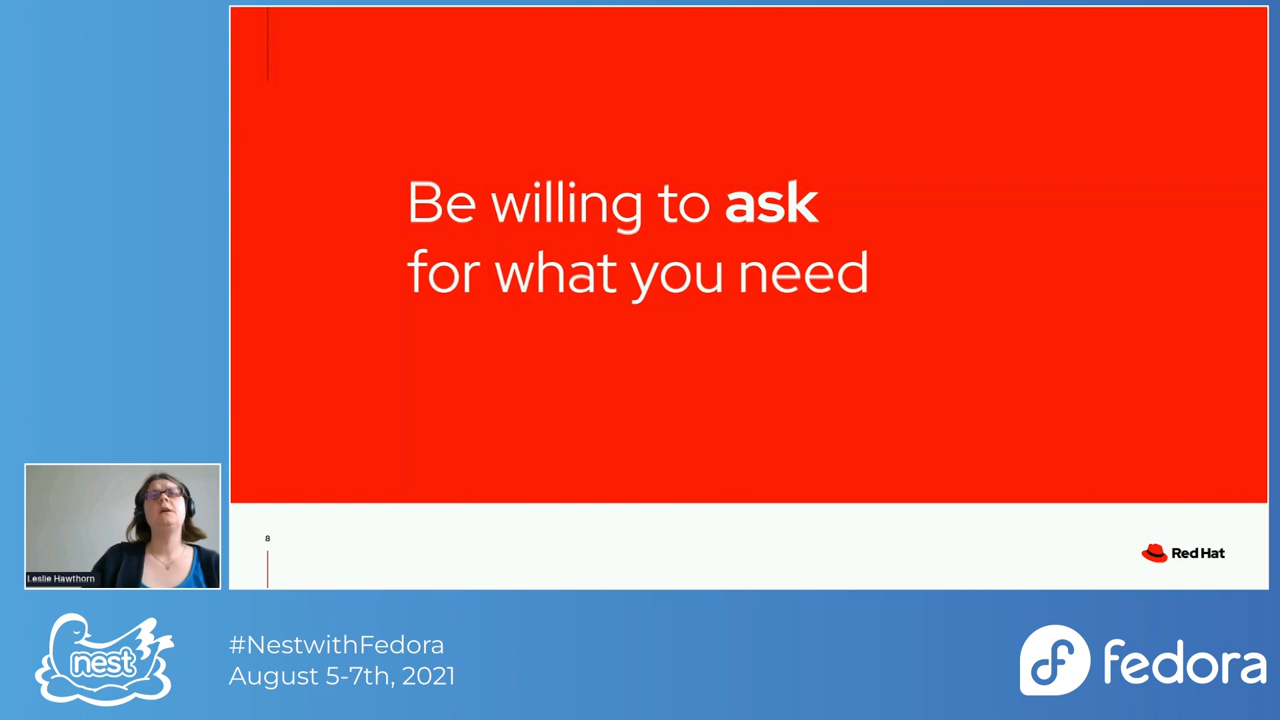 Be willing to ask
for what you need
8
Red Hat
Leslie Hawthorn
nest
#NestwithFedora
August 5-7th, 2021
fedora